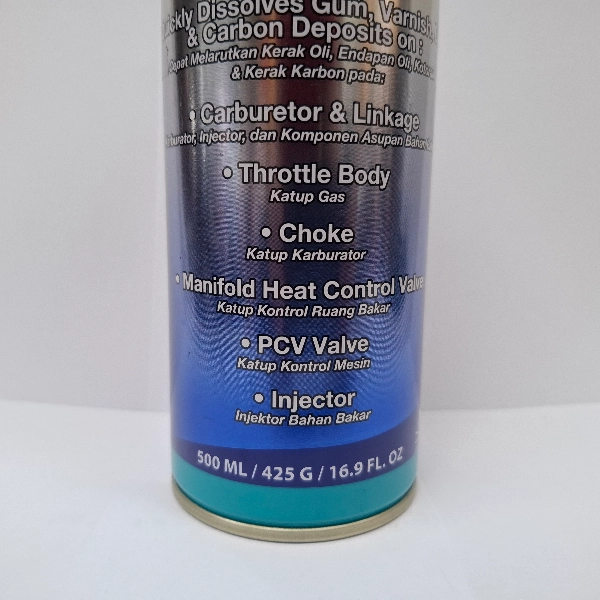 Dissolves Gum, Varnish,
& Carbon Deposits on :
Dapat Melarutkan Kerak Oli, Endapan Oli,
& Kerak Karbon pada:
• Carburetor & Linkage
Injector, dan Komponen Asupan Bahan
• Throttle Body
Katup Gas
• Choke
Katup Karburator
• Manifold Heat Control Valve
Katup Kontrol Ruang Bakar
• PCV Valve
Katup Kontrol Mesin
• Injector
Injektor Bahan Bakar
500 ML / 425 G / 16.9 FL. OZ